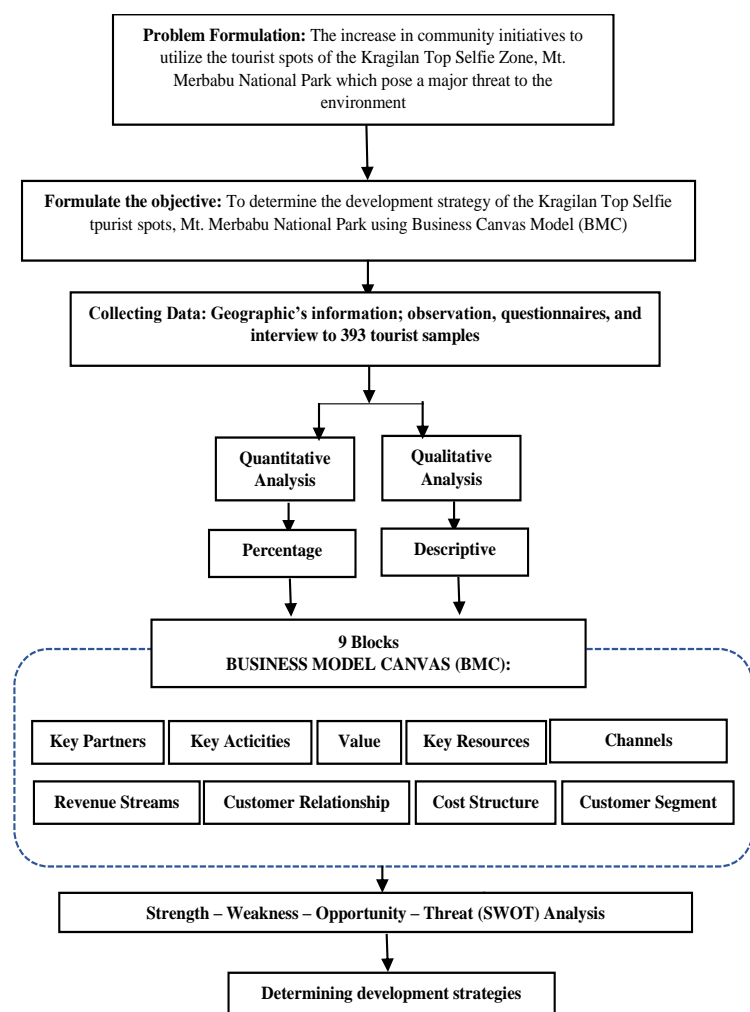 Problem Formulation: The increase in community initiatives to
utilize the tourist spots of the Kragilan Top Selfie Zone, Mt.
Merbabu National Park which pose a major threat to the
environment
Formulate the objective: To determine the development strategy of the Kragilan Top Selfie
tpurist spots, Mt. Merbabu National Park using Business Canvas Model (BMC)
Collecting Data: Geographic's information; observation, questionnaires, and
interview to 393 tourist samples
Quantitative
Analysis
Qualitative
Analysis
Percentage
Descriptive
9 Blocks
BUSINESS MODEL CANVAS (BMC):
Key Partners
Key Acticities
Value
Key Resources
Channels
Revenue Streams
Customer Relationship
Cost Structure
Customer Segment
Strength – Weakness – Opportunity – Threat (SWOT) Analysis
Determining development strategies